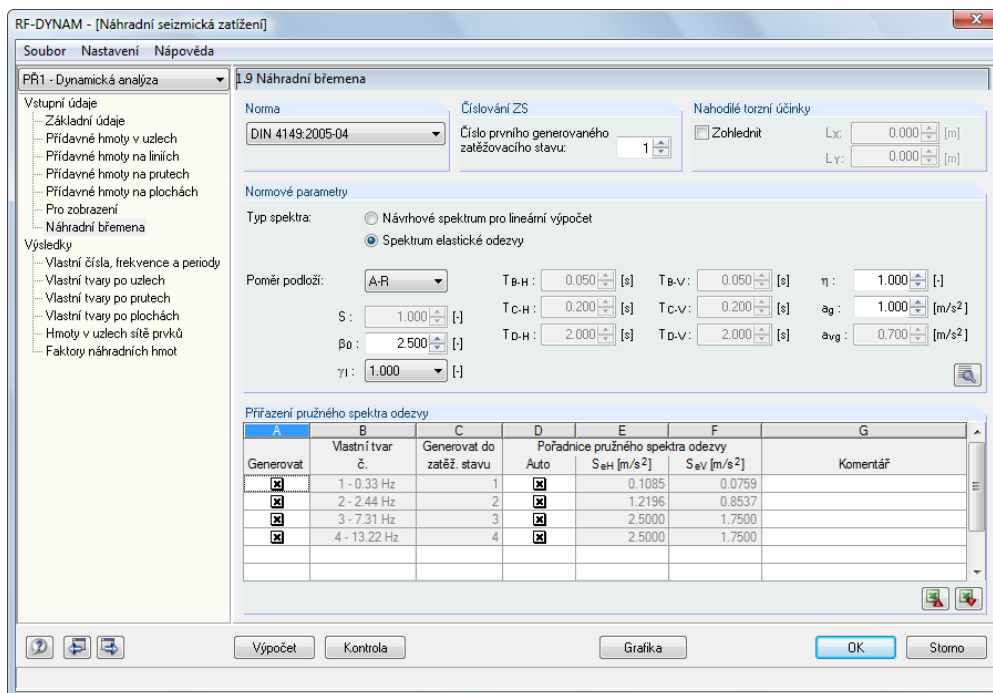 RF-DYNAM - [Náhradní seizmická zatížení]
Soubor Nastavení Nápověda
PŘ1 - Dynamická analýza
1.9 Náhradní břemena
Vstupní údaje
Základní údaje
Přídavné hmoty v uzlech
Přídavné hmoty na liniích
Přídavné hmoty na prutech
Přídavné hmoty na plochách
Pro zobrazení
Náhradní břemena
Výsledky
Vlastní čísla, frekvence a periody
Vlastní tvary po uzlech
Vlastní tvary po prutech
Vlastní tvary po plochách
Hmoty v uzlech sítě prvků
Faktory náhradních hmot
Norma
DIN 4149:2005-04
Číslování ZS
Číslo prvního generovaného
zatěžovacího stavu: 1
Nahodilé torzní účinky
Zohlednit LX: 0.000 [m]
LY: 0.000 [m]
Normové parametry
Typ spektra: Návrhové spektrum pro lineární výpočet
Spektrum elastické odezvy
Poměr podloží: A-R TB-H: 0.050 [s] TB-V: 0.050 [s] η: 1.000 [-]
S: 1.000 [-] TC-H: 0.200 [s] TC-V: 0.200 [s] ag: 1.000 [m/s²]
β0: 2.500 [-] TD-H: 2.000 [s] TD-V: 2.000 [s] avg: 0.700 [m/s²]
γI: 1.000 [-]
Přiřazení pružného spektra odezvy
A B C D E F G
Vlastní tvar Generovat do Pořadnice pružného spektra odezvy
Generovat č. zatěž. stavu Auto SeH [m/s²] SeV [m/s²] Komentář
1 - 0.33 Hz 1 0.1085 0.0759
2 - 2.44 Hz 2 1.2196 0.8537
3 - 7.31 Hz 3 2.5000 1.7500
4 - 13.22 Hz 4 2.5000 1.7500
Výpočet Kontrola Grafika OK Storno